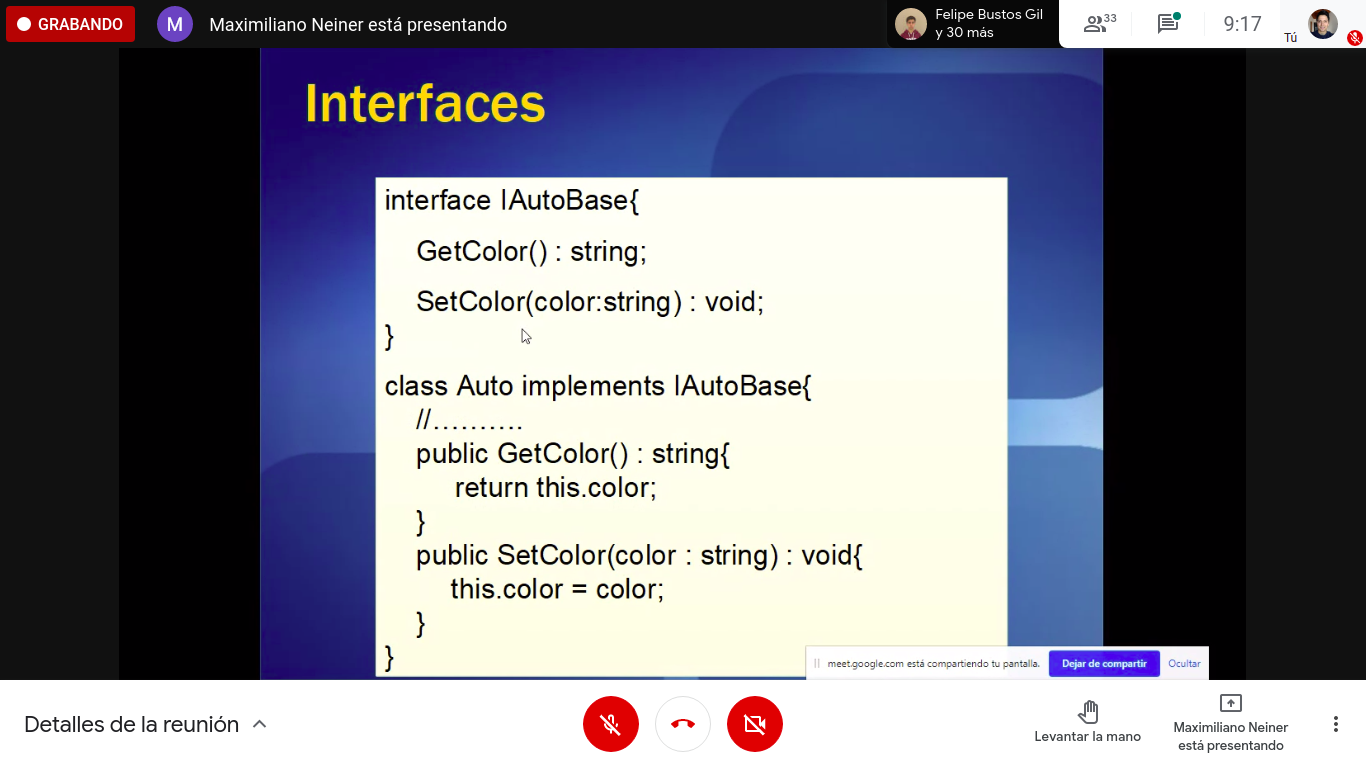 GRABANDO
M
Maximiliano Neiner está presentando
Felipe Bustos Gil
y 30 más
33
9:17
Tú
Interfaces
interface IAutoBase{
GetColor() : string;
SetColor(color:string) : void;
}
class Auto implements IAutoBase{
//……….
public GetColor() : string{
return this.color;
}
public SetColor(color : string) : void{
this.color = color;
}
}
meet.google.com está compartiendo tu pantalla.
Dejar de compartir
Ocultar
Detalles de la reunión
Levantar la mano
Maximiliano Neiner
está presentando